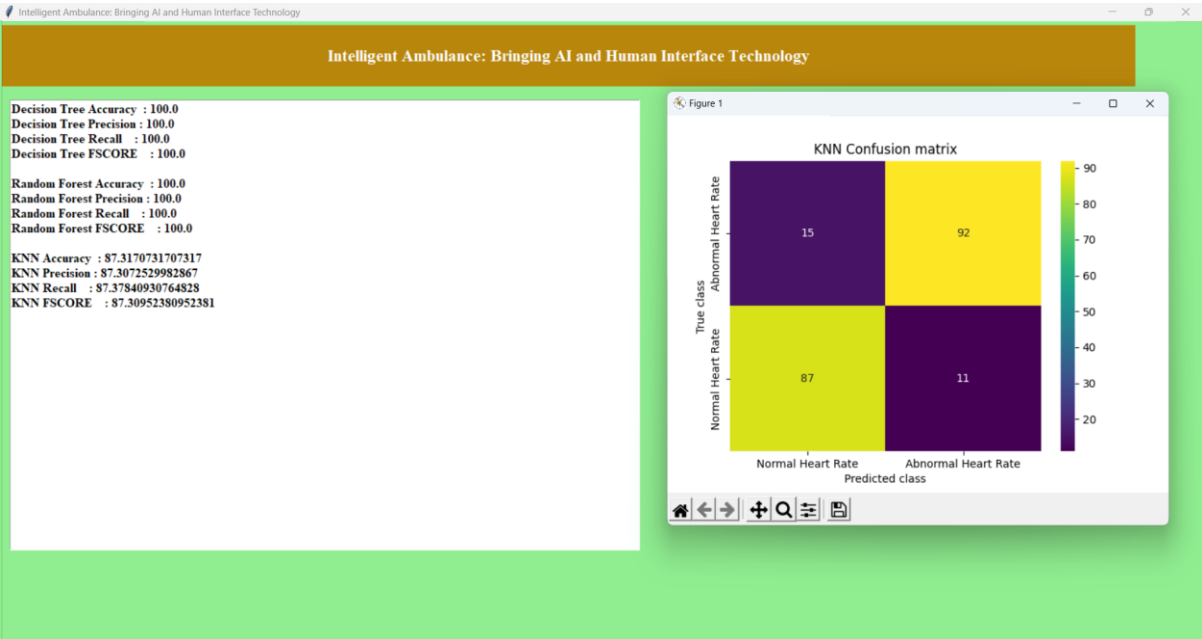 Intelligent Ambulance: Bringing AI and Human Interface Technology
Intelligent Ambulance: Bringing AI and Human Interface Technology
Decision Tree Accuracy : 100.0
Decision Tree Precision : 100.0
Decision Tree Recall : 100.0
Decision Tree FSCORE : 100.0
Random Forest Accuracy : 100.0
Random Forest Precision : 100.0
Random Forest Recall : 100.0
Random Forest FSCORE : 100.0
KNN Accuracy : 87.3170731707317
KNN Precision : 87.3072529982867
KNN Recall : 87.37840930764828
KNN FSCORE : 87.30952380952381
Figure 1
KNN Confusion matrix
True class
Abnormal Heart Rate
Normal Heart Rate
15
92
87
11
Normal Heart Rate
Abnormal Heart Rate
Predicted class
90
80
70
60
50
40
30
20